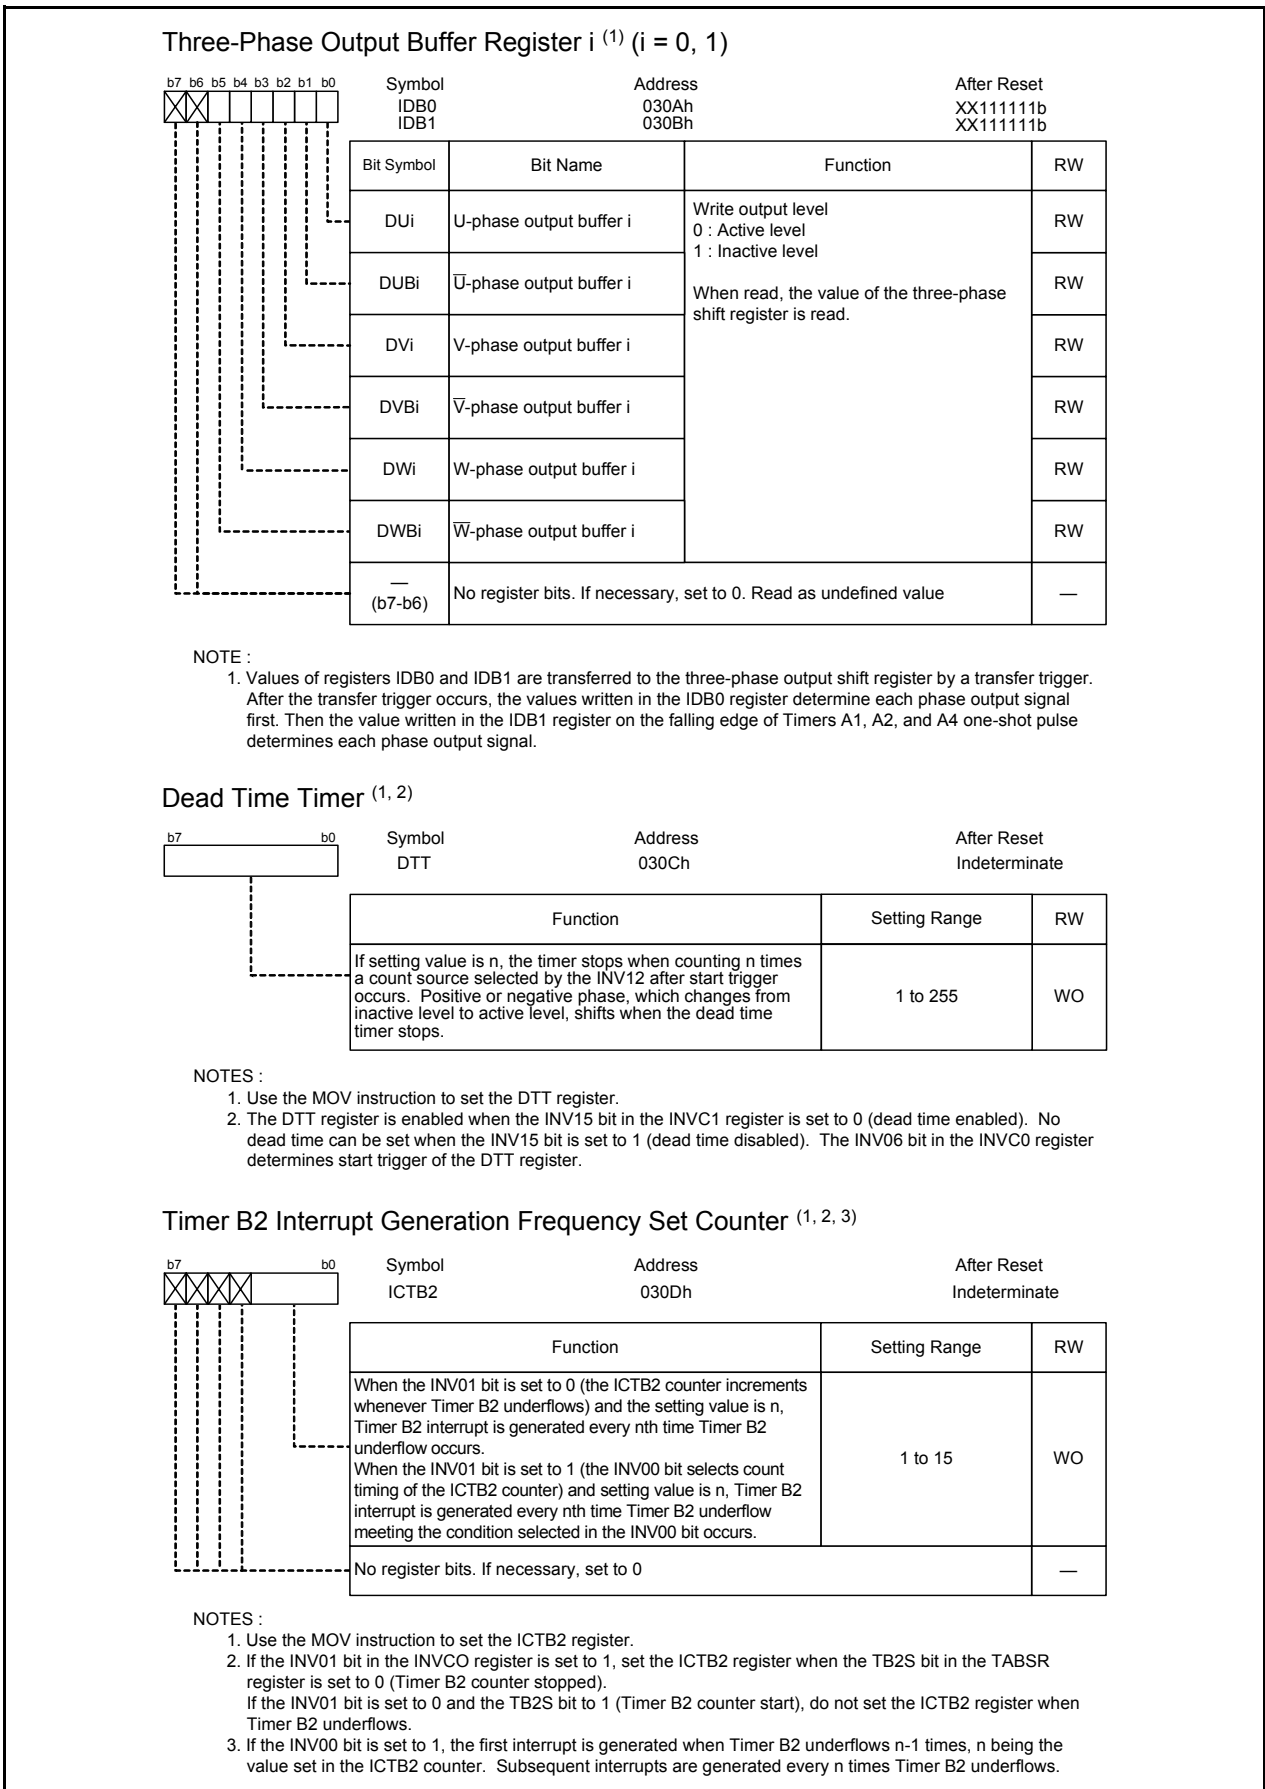 Three-Phase Output Buffer Register i (1) (i = 0, 1)
b7 b6 b5 b4 b3 b2 b1 b0
Symbol Address After Reset
IDB0 030Ah XX111111b
IDB1 030Bh XX111111b
Bit Symbol Bit Name Function RW
DUi U-phase output buffer i RW
Write output level
0 : Active level
1 : Inactive level
When read, the value of the three-phase
shift register is read.
DUBi U̅-phase output buffer i RW
DVi V-phase output buffer i RW
DVBi V̅-phase output buffer i RW
DWi W-phase output buffer i RW
DWBi W̅-phase output buffer i RW
—
(b7-b6) No register bits. If necessary, set to 0. Read as undefined value —
NOTE :
1. Values of registers IDB0 and IDB1 are transferred to the three-phase output shift register by a transfer trigger.
After the transfer trigger occurs, the values written in the IDB0 register determine each phase output signal
first. Then the value written in the IDB1 register on the falling edge of Timers A1, A2, and A4 one-shot pulse
determines each phase output signal.
Dead Time Timer (1, 2)
b7 b0
Symbol Address After Reset
DTT 030Ch Indeterminate
Function Setting Range RW
If setting value is n, the timer stops when counting n times
a count source selected by the INV12 after start trigger
occurs. Positive or negative phase, which changes from
inactive level to active level, shifts when the dead time
timer stops.
1 to 255 WO
NOTES :
1. Use the MOV instruction to set the DTT register.
2. The DTT register is enabled when the INV15 bit in the INVC1 register is set to 0 (dead time enabled). No
dead time can be set when the INV15 bit is set to 1 (dead time disabled). The INV06 bit in the INVC0 register
determines start trigger of the DTT register.
Timer B2 Interrupt Generation Frequency Set Counter (1, 2, 3)
b7 b0
Symbol Address After Reset
ICTB2 030Dh Indeterminate
Function Setting Range RW
When the INV01 bit is set to 0 (the ICTB2 counter increments
whenever Timer B2 underflows) and the setting value is n,
Timer B2 interrupt is generated every nth time Timer B2
underflow occurs.
When the INV01 bit is set to 1 (the INV00 bit selects count
timing of the ICTB2 counter) and setting value is n, Timer B2
interrupt is generated every nth time Timer B2 underflow
meeting the condition selected in the INV00 bit occurs.
1 to 15 WO
No register bits. If necessary, set to 0 —
NOTES :
1. Use the MOV instruction to set the ICTB2 register.
2. If the INV01 bit in the INVCO register is set to 1, set the ICTB2 register when the TB2S bit in the TABSR
register is set to 0 (Timer B2 counter stopped).
If the INV01 bit is set to 0 and the TB2S bit to 1 (Timer B2 counter start), do not set the ICTB2 register when
Timer B2 underflows.
3. If the INV00 bit is set to 1, the first interrupt is generated when Timer B2 underflows n-1 times, n being the
value set in the ICTB2 counter. Subsequent interrupts are generated every n times Timer B2 underflows.